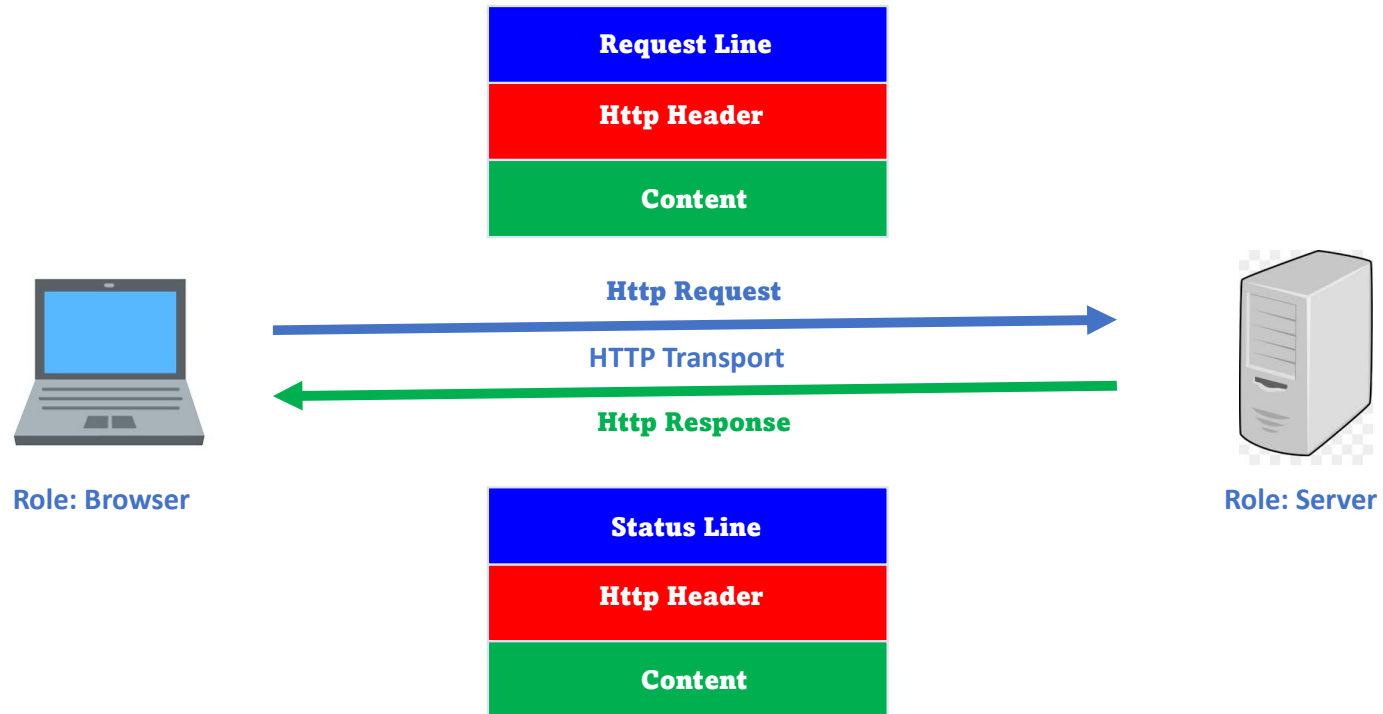 Request Line
Http Header
Content
Http Request
HTTP Transport
Http Response
Role: Browser
Role: Server
Status Line
Http Header
Content